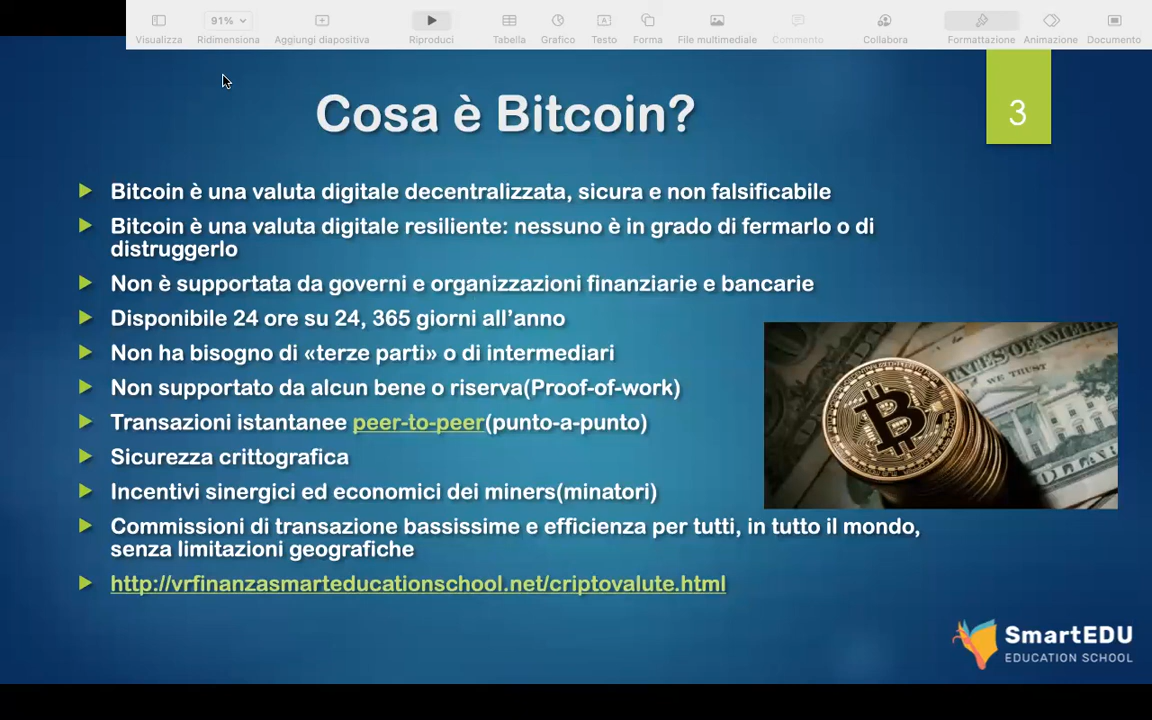 91%
Visualizza
Ridimensiona
Aggiungi diapositiva
Riproduci
Tabella
Grafico
Testo
Forma
File multimediale
Commento
Collabora
Formattazione
Animazione
Documento
Cosa è Bitcoin?
3
Bitcoin è una valuta digitale decentralizzata, sicura e non falsificabile
Bitcoin è una valuta digitale resiliente: nessuno è in grado di fermarlo o di
distruggerlo
Non è supportata da governi e organizzazioni finanziarie e bancarie
Disponibile 24 ore su 24, 365 giorni all’anno
Non ha bisogno di «terze parti» o di intermediari
Non supportato da alcun bene o riserva(Proof-of-work)
Transazioni istantanee peer-to-peer(punto-a-punto)
Sicurezza crittografica
Incentivi sinergici ed economici dei miners(minatori)
Commissioni di transazione bassissime e efficienza per tutti, in tutto il mondo,
senza limitazioni geografiche
http://vrfinanzasmarteducationschool.net/criptovalute.html
WE TRUST
SmartEDU
EDUCATION SCHOOL